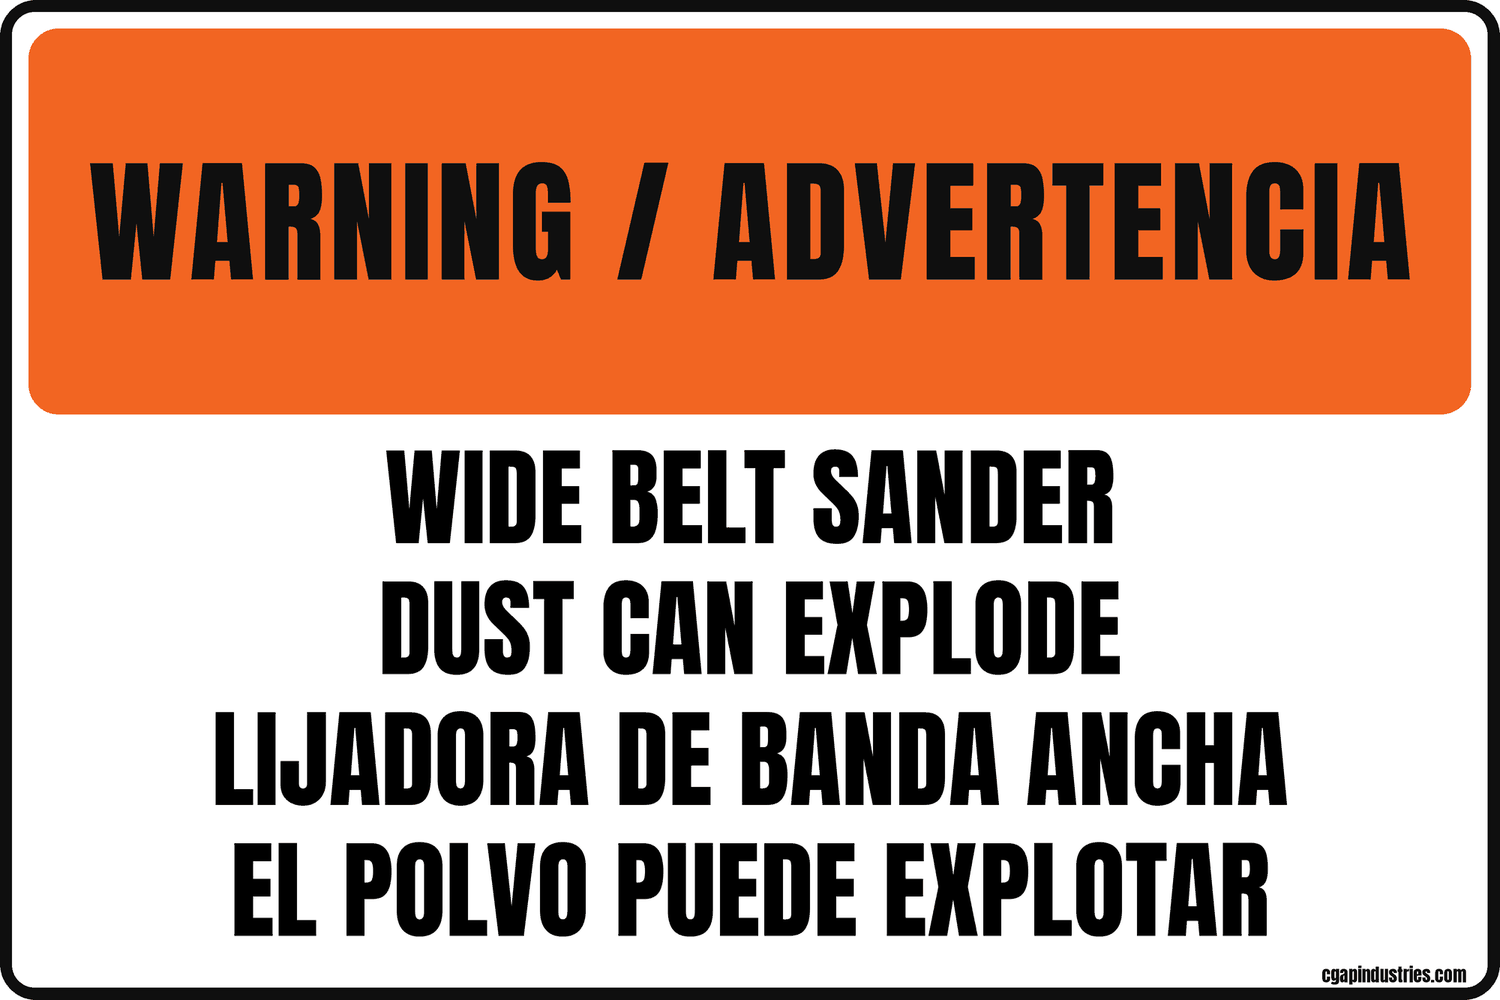 WARNING / ADVERTENCIA
WIDE BELT SANDER
DUST CAN EXPLODE
LIJADORA DE BANDA ANCHA
EL POLVO PUEDE EXPLOTAR
cgapindustries.com